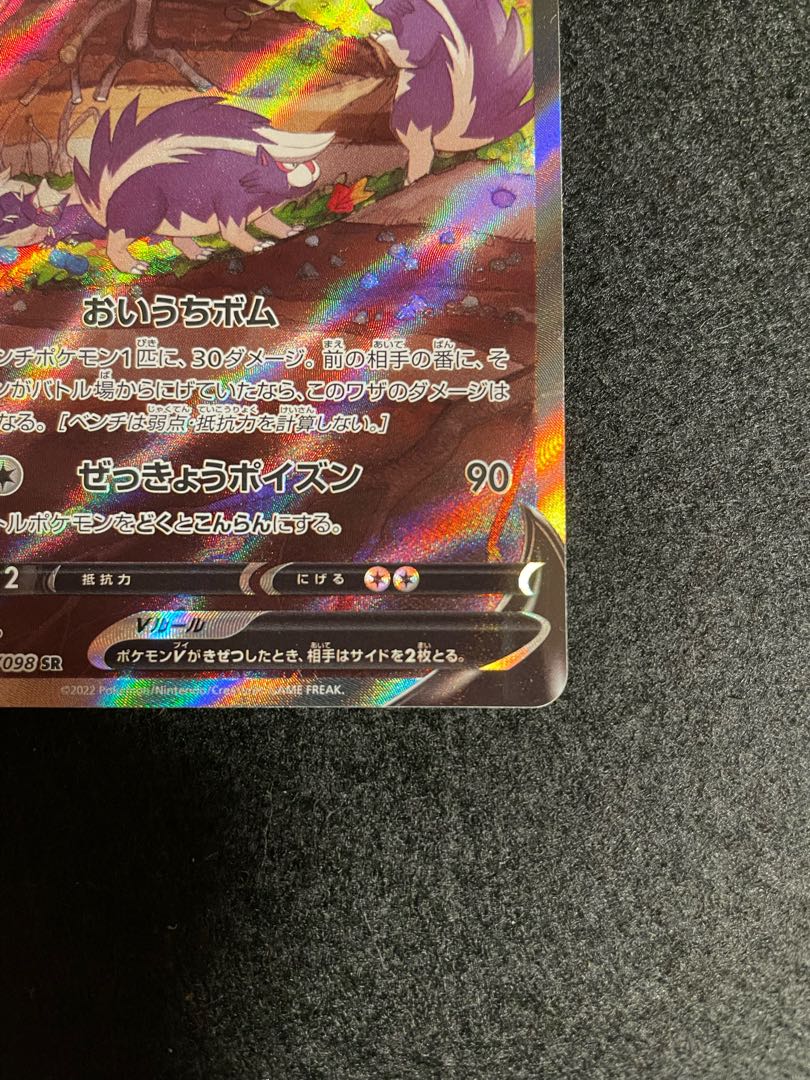 おいうちボム
ンチポケモン1匹に、30ダメージ。前の相手の番に、そ
ンがバトル場からにげていたなら、このワザのダメージは
なる。[ベンチは弱点・抵抗力を計算しない。]
ぜっきょうポイズン 90
トルポケモンをどくとこんらんにする。
2 抵抗力 にげる
Vルール
ポケモンVがきぜつしたとき、相手はサイドを2枚とる。
/098 SR
©2022 Pokémon/Nintendo/Creatures/GAME FREAK.